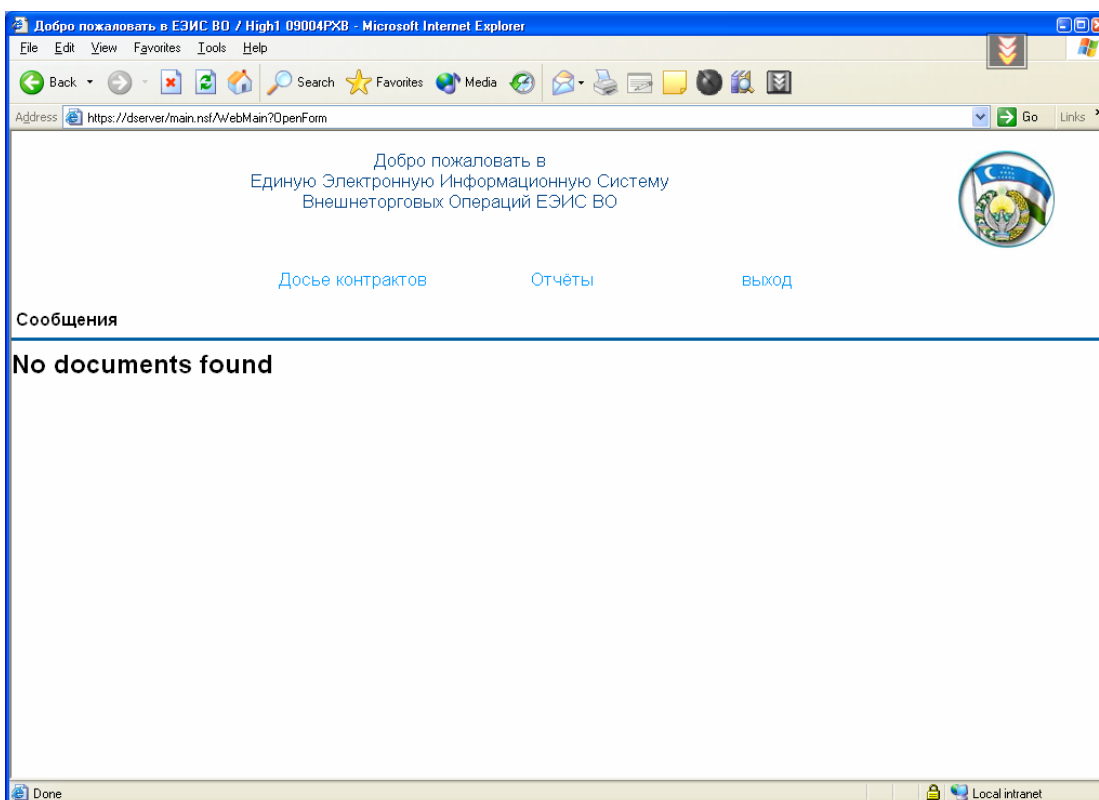 Добро пожаловать в ЕЭИС ВО / High1 09004PXB - Microsoft Internet Explorer
File Edit View Favorites Tools Help
Back Search Favorites Media
Address https://dserver/main.nsf/WebMain?OpenForm Go Links »
Добро пожаловать в
Единую Электронную Информационную Систему
Внешнеторговых Операций ЕЭИС ВО
Досье контрактов Отчёты выход
Сообщения
No documents found
Done Local intranet